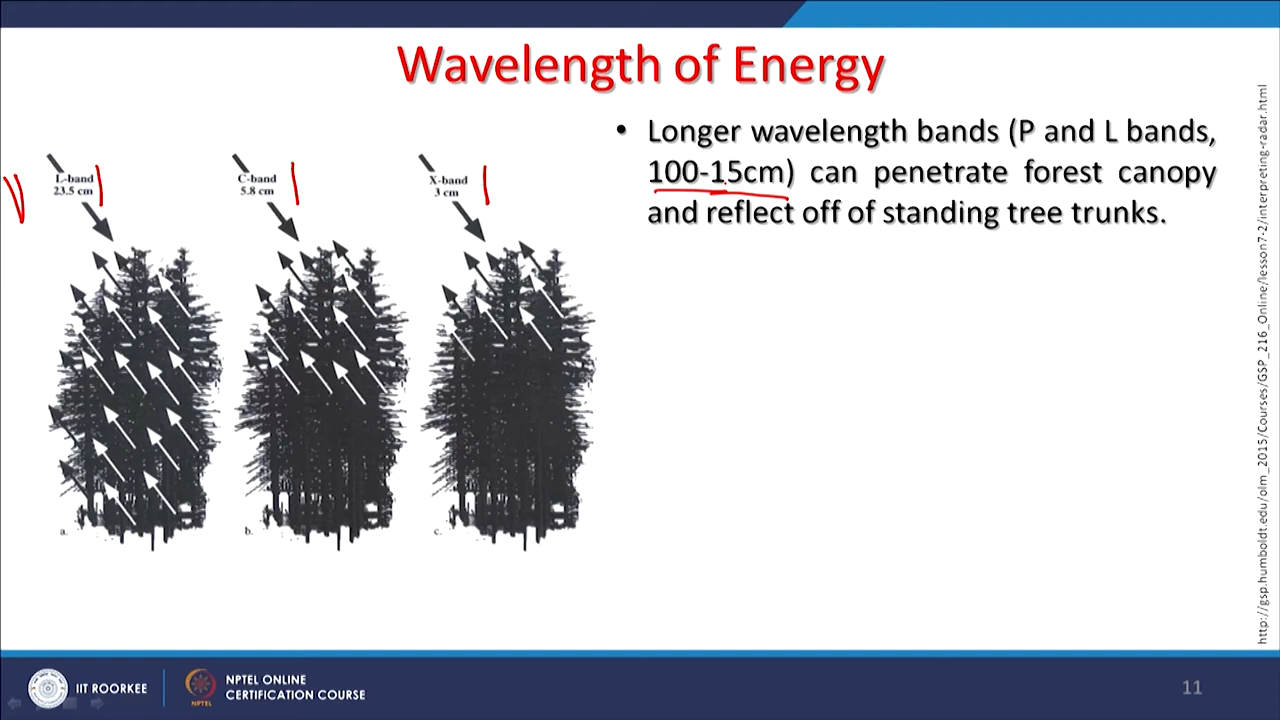 Wavelength of Energy
• Longer wavelength bands (P and L bands,
100-15cm) can penetrate forest canopy
and reflect off of standing tree trunks.
L-band
23.5 cm
C-band
5.8 cm
X-band
3 cm
a.
b.
c.
http://gsp.humboldt.edu/olm_2015/Courses/GSP_216_Online/lesson7-2/interpreting-radar.html
IIT ROORKEE
NPTEL
NPTEL ONLINE
CERTIFICATION COURSE
11